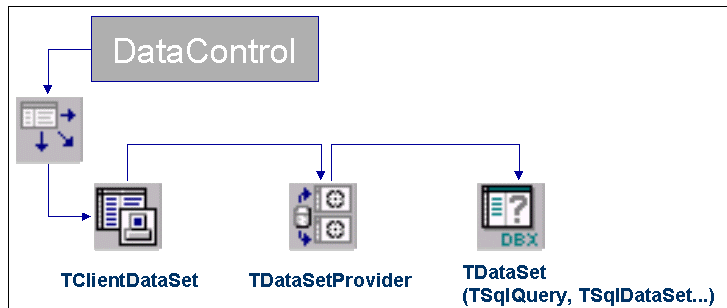 DataControl
DBX
TClientDataSet
TDataSetProvider
TDataSet
(TSqlQuery, TSqlDataSet...)